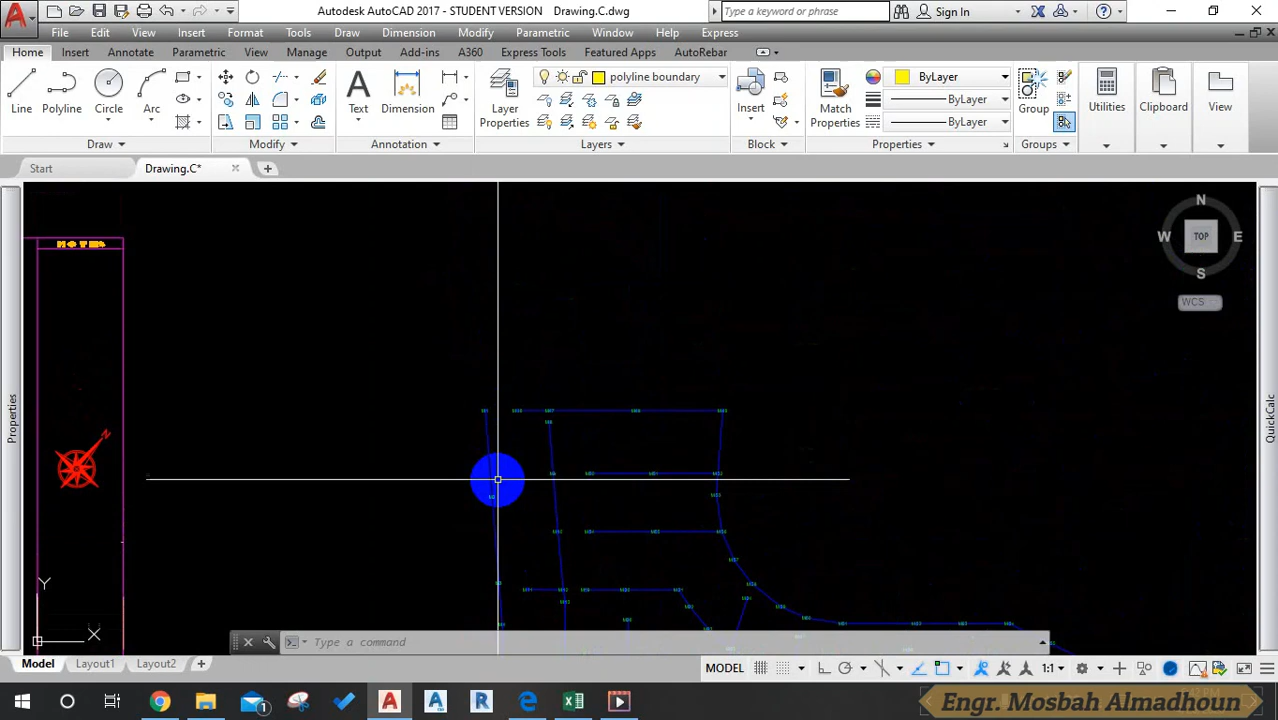 Autodesk AutoCAD 2017 - STUDENT VERSION Drawing.C.dwg
Type a keyword or phrase
Sign In
File Edit View Insert Format Tools Draw Dimension Modify Parametric Window Help Express
Home Insert Annotate Parametric View Manage Output Add-ins A360 Express Tools Featured Apps AutoRebar
polyline boundary
ByLayer
Line Polyline Circle Arc Text Dimension Layer Properties Insert Match Properties ByLayer Group Utilities Clipboard View
ByLayer
Draw Modify Annotation Layers Block Properties Groups
Start Drawing.C*
N
W TOP E
S
WCS
N
Properties
QuickCalc
Y
X
Type a command
Model Layout1 Layout2 MODEL 1:1
1
Engr. Mosbah Almadhoun